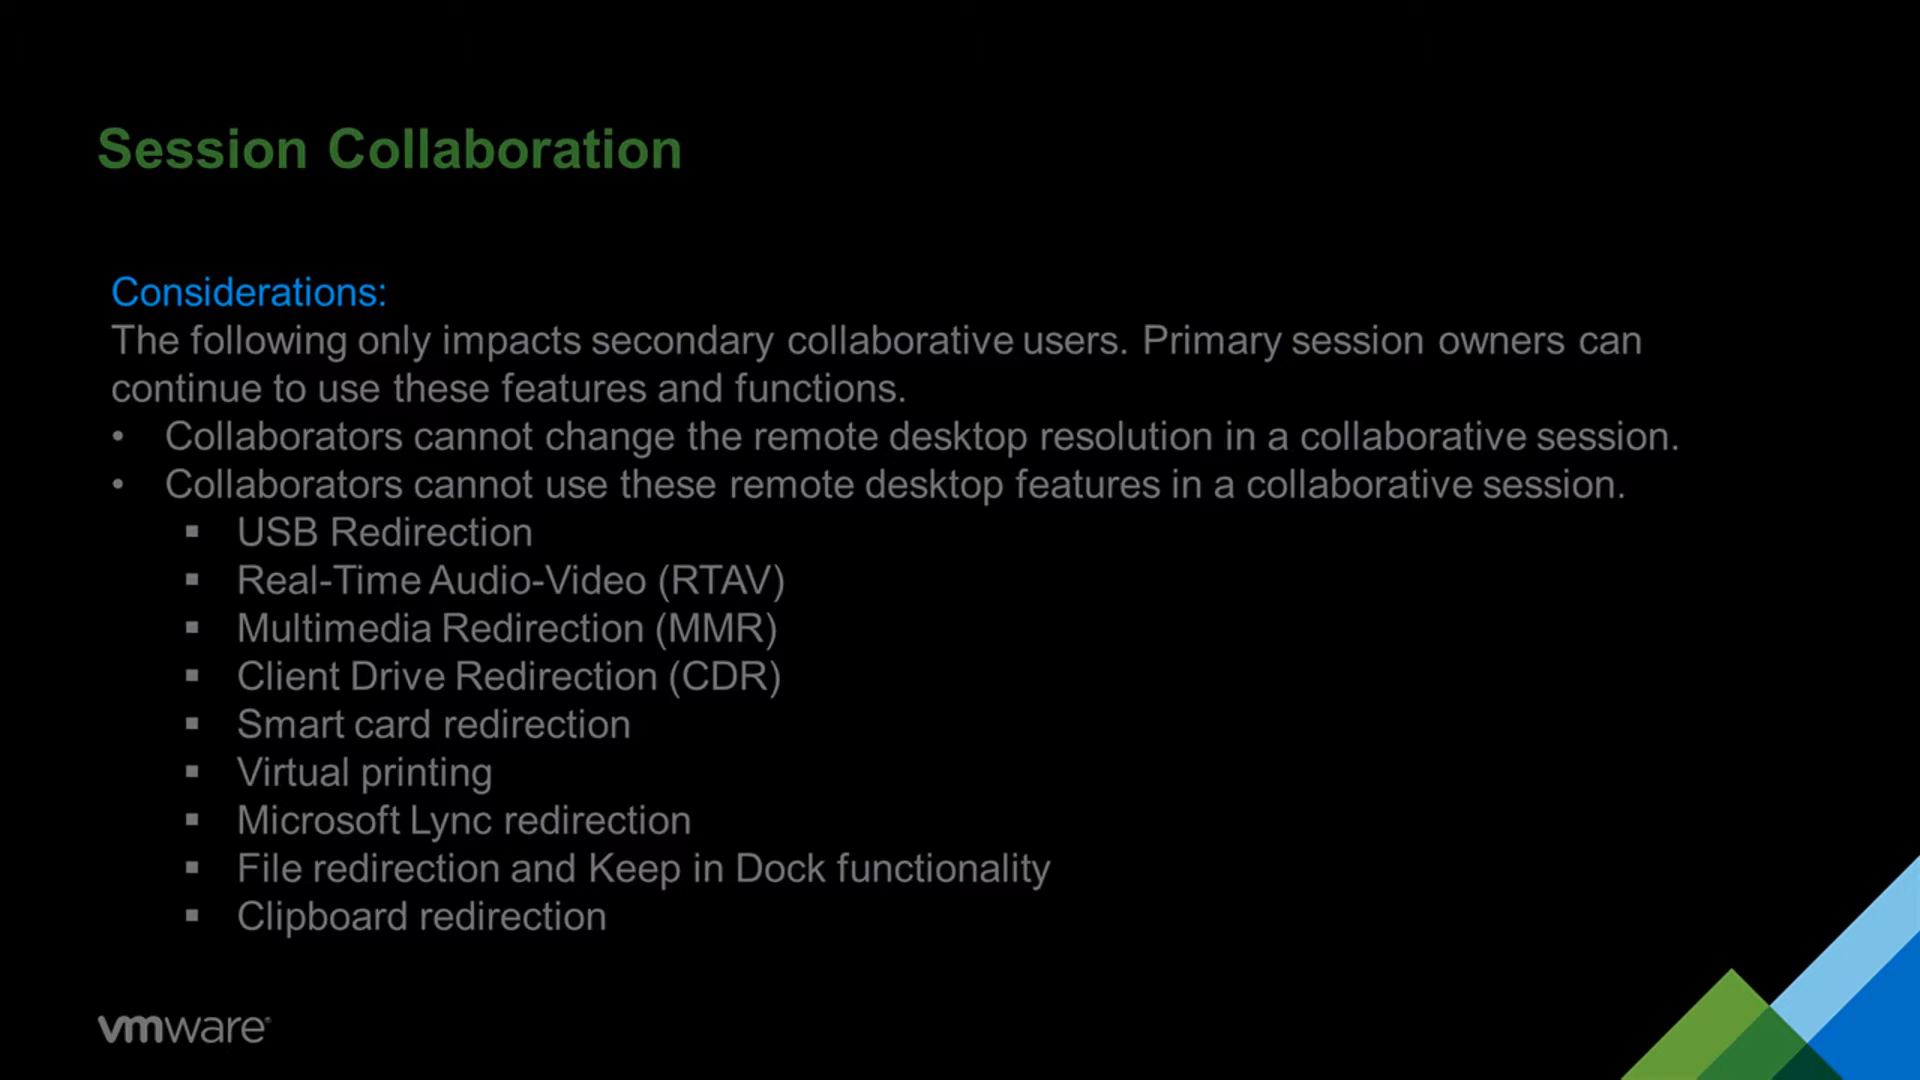 Session Collaboration
Considerations:
The following only impacts secondary collaborative users. Primary session owners can
continue to use these features and functions.
• Collaborators cannot change the remote desktop resolution in a collaborative session.
• Collaborators cannot use these remote desktop features in a collaborative session.
▪ USB Redirection
▪ Real-Time Audio-Video (RTAV)
▪ Multimedia Redirection (MMR)
▪ Client Drive Redirection (CDR)
▪ Smart card redirection
▪ Virtual printing
▪ Microsoft Lync redirection
▪ File redirection and Keep in Dock functionality
▪ Clipboard redirection
vmware®